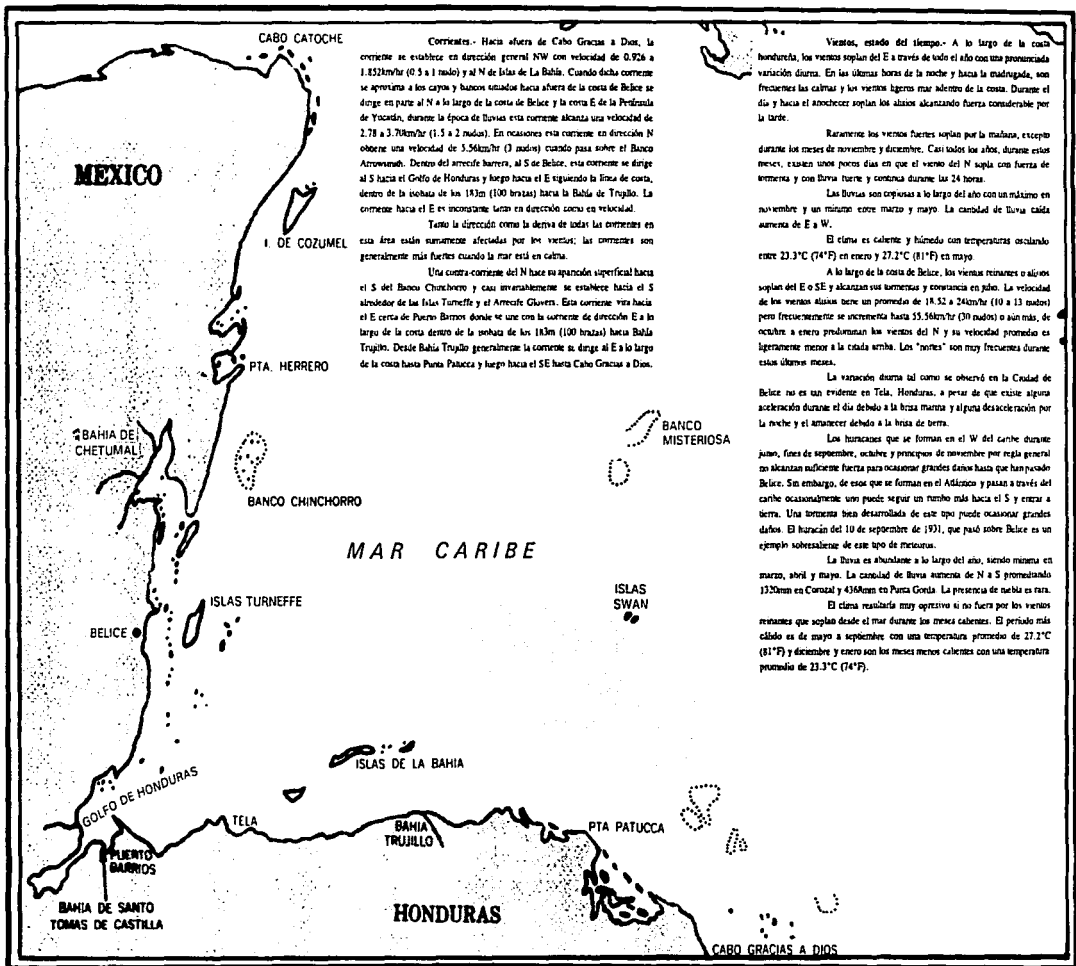 CABO CATOCHE
MEXICO
I. DE COZUMEL
PTA. HERRERO
BAHIA DE
CHETUMAL
BANCO CHINCHORRO
BANCO
MISTERIOSA
MAR CARIBE
ISLAS TURNEFFE
ISLAS
SWAN
BELICE
ISLAS DE LA BAHIA
GOLFO DE HONDURAS
TELA
BAHIA
TRUJILLO
PTA PATUCCA
PUERTO
BARRIOS
BAHIA DE SANTO
TOMAS DE CASTILLA
HONDURAS
CABO GRACIAS A DIOS
Corrientes.- Hacia afuera de Cabo Gracias a Dios, la
corriente se establece en dirección general NW con velocidad de 0.926 a
1.852km/hr (0.5 a 1 nudo) y al N de Islas de La Bahía. Cuando dicha corriente
se aproxima a los cayos y bancos situados hacia afuera de la costa de Belice se
dirige en parte al N a lo largo de la costa de Belice y la costa E de la Península
de Yucatán, durante la época de lluvias esta corriente alcanza una velocidad de
2.78 a 3.70km/hr (1.5 a 2 nudos). En ocasiones esta corriente en dirección N
obtiene una velocidad de 5.56km/hr (3 nudos) cuando pasa sobre el Banco
Arrowsmith. Dentro del arrecife barrera, al S de Belice, esta corriente se dirige
al S hacia el Golfo de Honduras y luego hacia el E siguiendo la línea de costa,
dentro de la isobata de los 183m (100 brazas) hacia la Bahía de Trujillo. La
corriente hacia el E es inconstante tanto en dirección como en velocidad.
Tanto la dirección como la deriva de todas las corrientes en
esta área están sumamente afectadas por los vientos; las corrientes son
generalmente más fuertes cuando la mar está en calma.
Una contra-corriente del N hace su aparición superficial hacia
el S del Banco Chinchorro y casi invariablemente se establece hacia el S
alrededor de las Islas Turneffe y el Arrecife Glovers. Esta corriente vira hacia
el E cerca de Puerto Barrios donde se une con la corriente de dirección E a lo
largo de la costa dentro de la isobata de los 183m (100 brazas) hacia Bahía
Trujillo. Desde Bahía Trujillo generalmente la corriente se dirige al E a lo largo
de la costa hasta Punta Patucca y luego hacia el SE hasta Cabo Gracias a Dios.
Vientos, estado del tiempo.- A lo largo de la costa
hondureña, los vientos soplan del E a través de todo el año con una pronunciada
variación diurna. En las últimas horas de la noche y hacia la madrugada, son
frecuentes las calmas y los vientos ligeros mar adentro de la costa. Durante el
día y hacia el anochecer soplan los alisios alcanzando fuerza considerable por
la tarde.
Raramente los vientos fuertes soplan por la mañana, excepto
durante los meses de noviembre y diciembre. Casi todos los años, durante estos
meses, existen unos pocos días en que el viento del N sopla con fuerza de
tormenta y con lluvia fuerte y continua durante las 24 horas.
Las lluvias son copiosas a lo largo del año con un máximo en
noviembre y un mínimo entre marzo y mayo. La cantidad de lluvia caída
aumenta de E a W.
El clima es caliente y húmedo con temperaturas oscilando
entre 23.3°C (74°F) en enero y 27.2°C (81°F) en mayo.
A lo largo de la costa de Belice, los vientos reinantes o alisios
soplan del E o SE y alcanzan sus tormentas y constancia en julio. La velocidad
de los vientos alisios tiene un promedio de 18.52 a 24km/hr (10 a 13 nudos)
pero frecuentemente se incrementa hasta 55.56km/hr (30 nudos) o aún más, de
octubre a enero predominan los vientos del N y su velocidad promedio es
ligeramente menor a la citada arriba. Los "nortes" son muy frecuentes durante
estos últimos meses.
La variación diurna tal como se observó en la Ciudad de
Belice no es tan evidente en Tela, Honduras, a pesar de que existe alguna
aceleración durante el día debido a la brisa marina y alguna desaceleración por
la noche y el amanecer debido a la brisa de tierra.
Los huracanes que se forman en el W del caribe durante
junio, fines de septiembre, octubre y principios de noviembre por regla general
no alcanzan suficiente fuerza para ocasionar grandes daños hasta que han pasado
Belice. Sin embargo, de esos que se forman en el Atlántico y pasan a través del
caribe ocasionalmente uno puede seguir un rumbo más hacia el S y entrar a
tierra. Una tormenta bien desarrollada de este tipo puede ocasionar grandes
daños. El huracán del 10 de septiembre de 1931, que pasó sobre Belice es un
ejemplo sobresaliente de este tipo de meteoros.
La lluvia es abundante a lo largo del año, siendo mínima en
marzo, abril y mayo. La cantidad de lluvia aumenta de N a S promediando
1320mm en Corozal y 4368mm en Punta Gorda. La presencia de niebla es rara.
El clima resultaría muy opresivo si no fuera por los vientos
reinantes que soplan desde el mar durante los meses calientes. El período más
cálido es de mayo a septiembre con una temperatura promedio de 27.2°C
(81°F) y diciembre y enero son los meses menos calientes con una temperatura
promedio de 23.3°C (74°F).